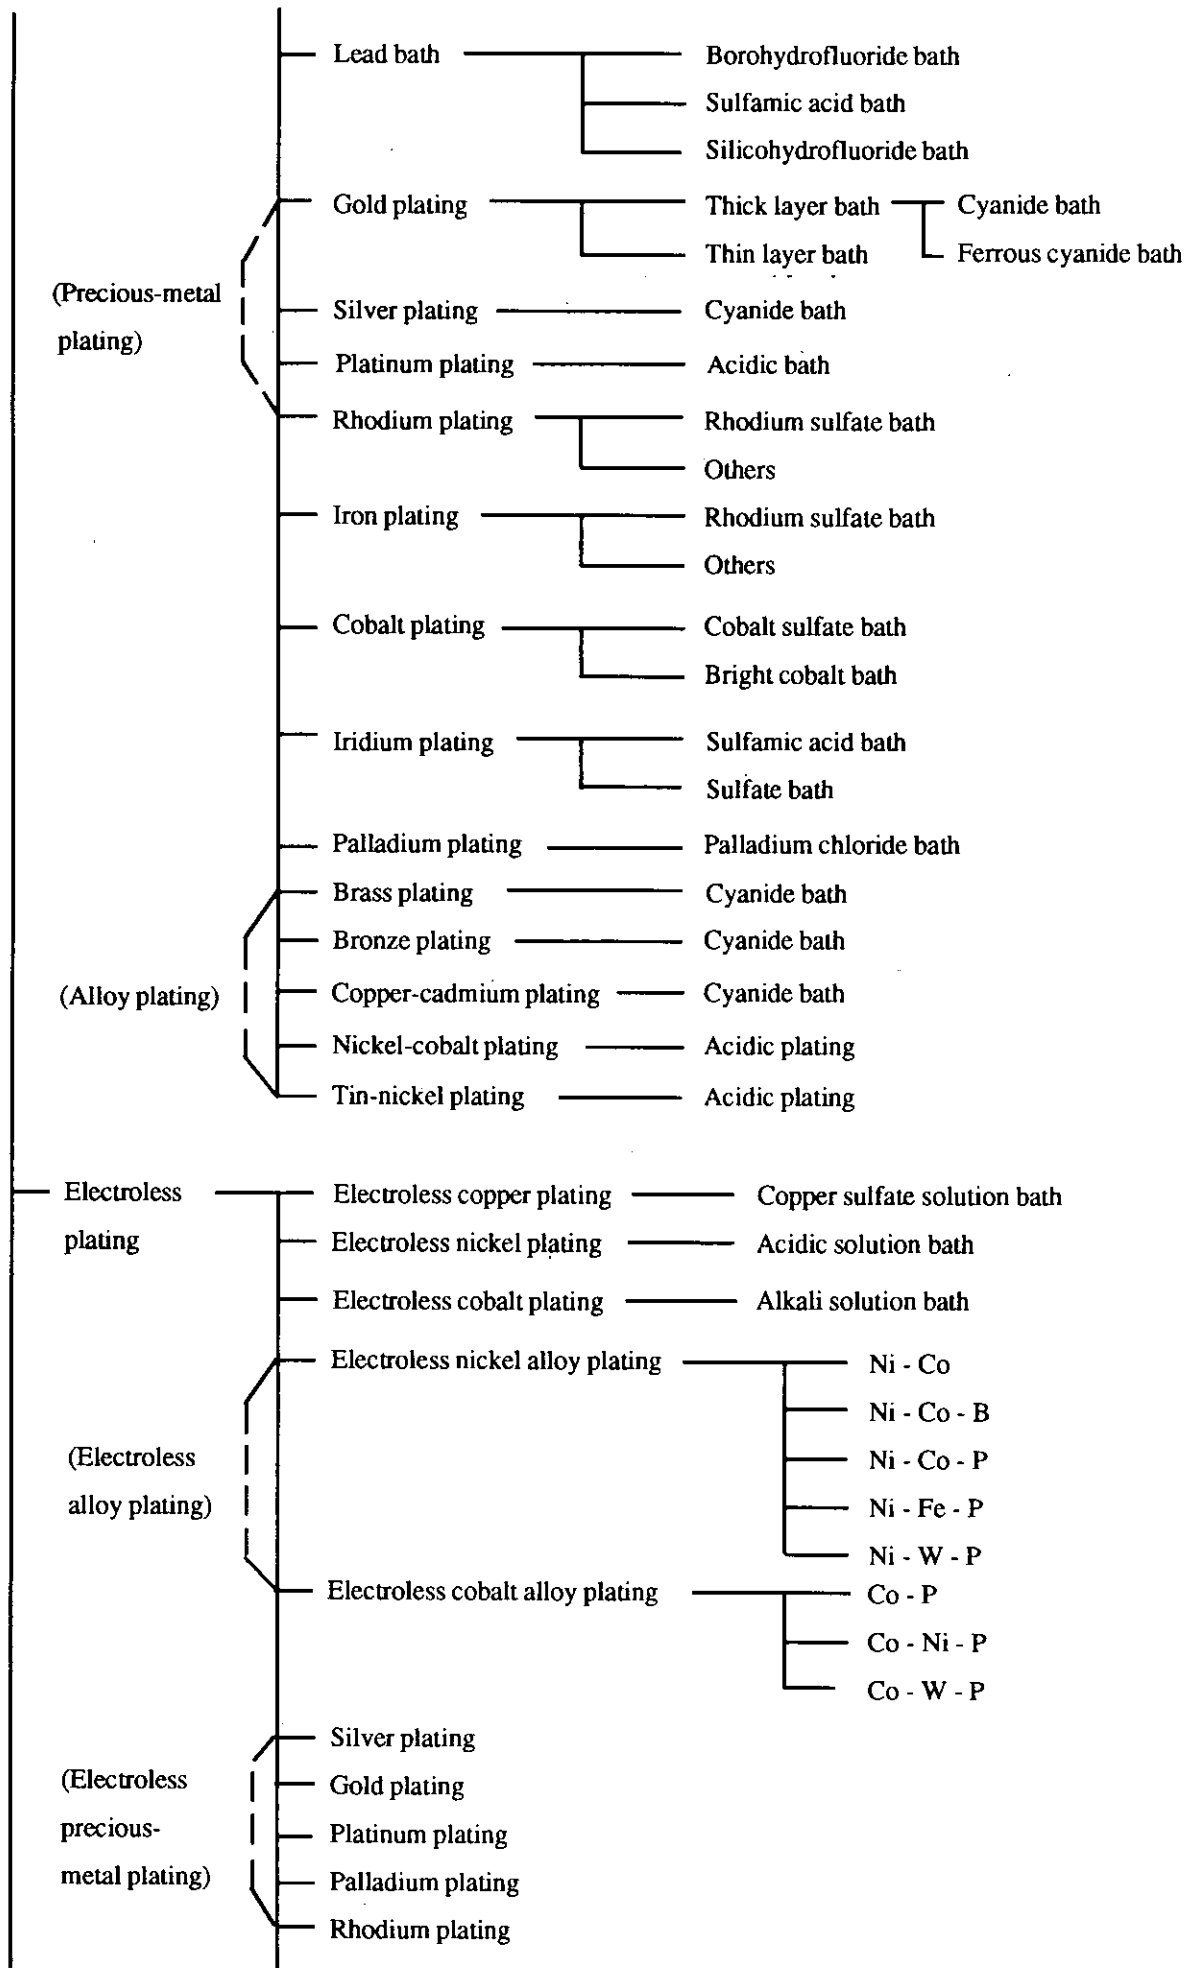 Lead bath Borohydrofluoride bath
Sulfamic acid bath
Silicohydrofluoride bath
Gold plating Thick layer bath Cyanide bath
Thin layer bath Ferrous cyanide bath
(Precious-metal
plating)
Silver plating Cyanide bath
Platinum plating Acidic bath
Rhodium plating Rhodium sulfate bath
Others
Iron plating Rhodium sulfate bath
Others
Cobalt plating Cobalt sulfate bath
Bright cobalt bath
Iridium plating Sulfamic acid bath
Sulfate bath
Palladium plating Palladium chloride bath
(Alloy plating)
Brass plating Cyanide bath
Bronze plating Cyanide bath
Copper-cadmium plating Cyanide bath
Nickel-cobalt plating Acidic plating
Tin-nickel plating Acidic plating
Electroless
plating
Electroless copper plating Copper sulfate solution bath
Electroless nickel plating Acidic solution bath
Electroless cobalt plating Alkali solution bath
(Electroless
alloy plating)
Electroless nickel alloy plating Ni - Co
Ni - Co - B
Ni - Co - P
Ni - Fe - P
Ni - W - P
Electroless cobalt alloy plating Co - P
Co - Ni - P
Co - W - P
(Electroless
precious-
metal plating)
Silver plating
Gold plating
Platinum plating
Palladium plating
Rhodium plating